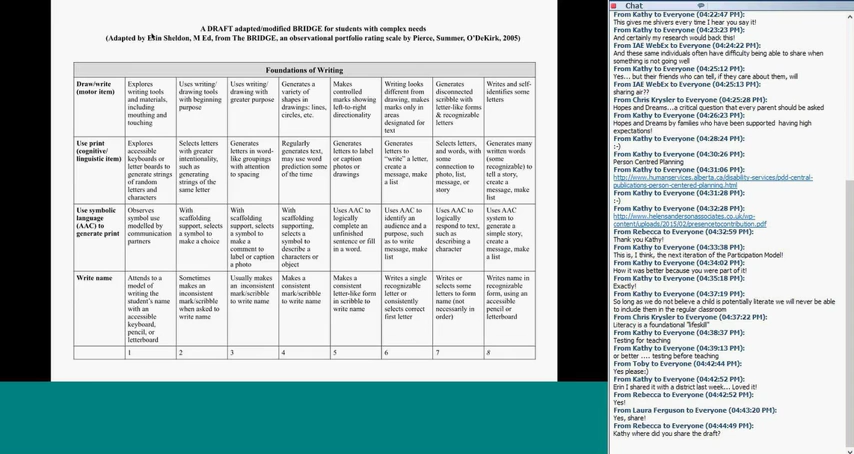 A DRAFT adapted/modified BRIDGE for students with complex needs
(Adapted by Erin Sheldon, M Ed, from The BRIDGE, an observational portfolio rating scale by Pierce, Summer, O'DeKirk, 2005)
Foundations of Writing
Draw/write
(motor item)
Explores
writing tools
and materials,
including
mouthing and
touching
Uses writing/
drawing tools
with beginning
purpose
Uses writing/
drawing with
greater purpose
Generates a
variety of
shapes in
drawings: lines,
circles, etc.
Makes
controlled
marks showing
left-to-right
directionality
Writing looks
different from
drawing, makes
marks only in
areas
designated for
text
Generates
disconnected
scribble with
letter-like forms
& recognizable
letters
Writes and self-
identifies some
letters
Use print
(cognitive/
linguistic item)
Explores
accessible
keyboards or
letter boards to
generate strings
of random
letters and
characters
Selects letters
with greater
intentionality,
such as
generating
strings of the
same letter
Generates
letters in word-
like groupings
with attention
to spacing
Regularly
generates text,
may use word
prediction some
of the time
Generates
letters to label
or caption
photos or
drawings
Generates
letters to
"write" a letter,
create a
message, make
a list
Selects letters,
and words, with
some
connection to
photo, list,
message, or
story
Generates many
written words
(some
recognizable) to
tell a story,
create a
message, make
list
Use symbolic
language
(AAC) to
generate print
Observes
symbol use
modelled by
communication
partners
With
scaffolding
support, selects
a symbol to
make a choice
With
scaffolding
support, selects
a symbol to
make a
comment to
label or caption
a photo
With
scaffolding
supporting,
selects a
symbol to
describe a
characters or
object
Uses AAC to
logically
complete an
unfinished
sentence or fill
in a word.
Uses AAC to
identify an
audience and a
purpose, such
as to write
message, make
list
Uses AAC to
logically
respond to text,
such as
describing a
character
Uses AAC
system to
generate a
simple story,
create a
message, make
a list
Write name
Attends to a
model of
writing the
student's name
with an
accessible
keyboard,
pencil, or
letterboard
Sometimes
makes an
inconsistent
mark/scribble
when asked to
write name
Usually makes
an inconsistent
mark/scribble
to write name
Makes a
consistent
mark/scribble
to write name
Makes a
consistent
letter-like form
in scribble to
write name
Writes a single
recognizable
letter or
consistently
selects correct
first letter
Writes or
selects some
letters to form
name (not
necessarily in
order)
Writes name in
recognizable
form, using an
accessible
pencil or
letterboard
1 2 3 4 5 6 7 8
Chat
From Kathy to Everyone (04:22:47 PM):
This gives me shivers every time I hear you say it!
From Kathy to Everyone (04:23:23 PM):
And certainly my research would back this!
From IAE WebEx to Everyone (04:24:22 PM):
And these same individuals often have difficulty being able to share when
something is not going well
From Kathy to Everyone (04:25:12 PM):
Yes... but their friends who can tell, if they care about them, will
From IAE WebEx to Everyone (04:25:13 PM):
sharing air??
From Chris Krysler to Everyone (04:25:28 PM):
Hopes and Dreams...a critical question that every parent should be asked
From Kathy to Everyone (04:26:23 PM):
Hopes and Dreams by families who have been supported having high
expectations!
From Kathy to Everyone (04:28:24 PM):
:-)
From Kathy to Everyone (04:30:26 PM):
Person Centred Planning
From Kathy to Everyone (04:31:06 PM):
http://www.humanservices.alberta.ca/disability-services/pdd-central-
publications-person-centered-planning.html
From Kathy to Everyone (04:31:28 PM):
:-)
From Kathy to Everyone (04:32:28 PM):
http://www.helensandersonassociates.co.uk/wp-
content/uploads/2015/02/presencetocontribution.pdf
From Rebecca to Everyone (04:32:59 PM):
Thank you Kathy!
From Kathy to Everyone (04:33:38 PM):
This is, I think, the next iteration of the Participation Model!
From Kathy to Everyone (04:34:02 PM):
How it was better because you were part of it!
From Kathy to Everyone (04:35:18 PM):
Exactly!
From Kathy to Everyone (04:37:19 PM):
So long as we do not believe a child is potentially literate we will never be able
to include them in the regular classroom
From Chris Krysler to Everyone (04:37:22 PM):
Literacy is a foundational "lifeskill"
From Kathy to Everyone (04:38:37 PM):
Testing for teaching
From Kathy to Everyone (04:39:13 PM):
or better .... testing before teaching
From Toby to Everyone (04:42:44 PM):
Yes please:)
From Kathy to Everyone (04:42:52 PM):
Erin I shared it with a district last week... Loved it!
From Rebecca to Everyone (04:42:52 PM):
Yes!
From Laura Ferguson to Everyone (04:43:20 PM):
Yes, share!
From Rebecca to Everyone (04:44:49 PM):
Kathy where did you share the draft?